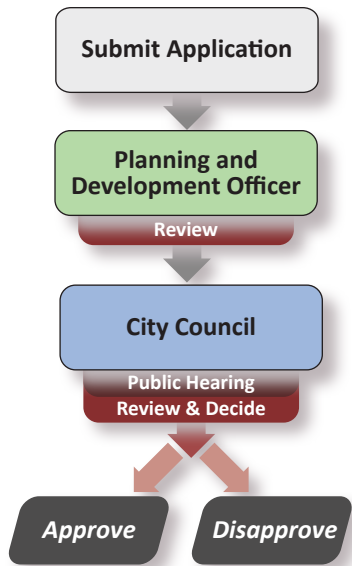 Submit Application
Planning and
Development Officer
Review
City Council
Public Hearing
Review & Decide
Approve
Disapprove